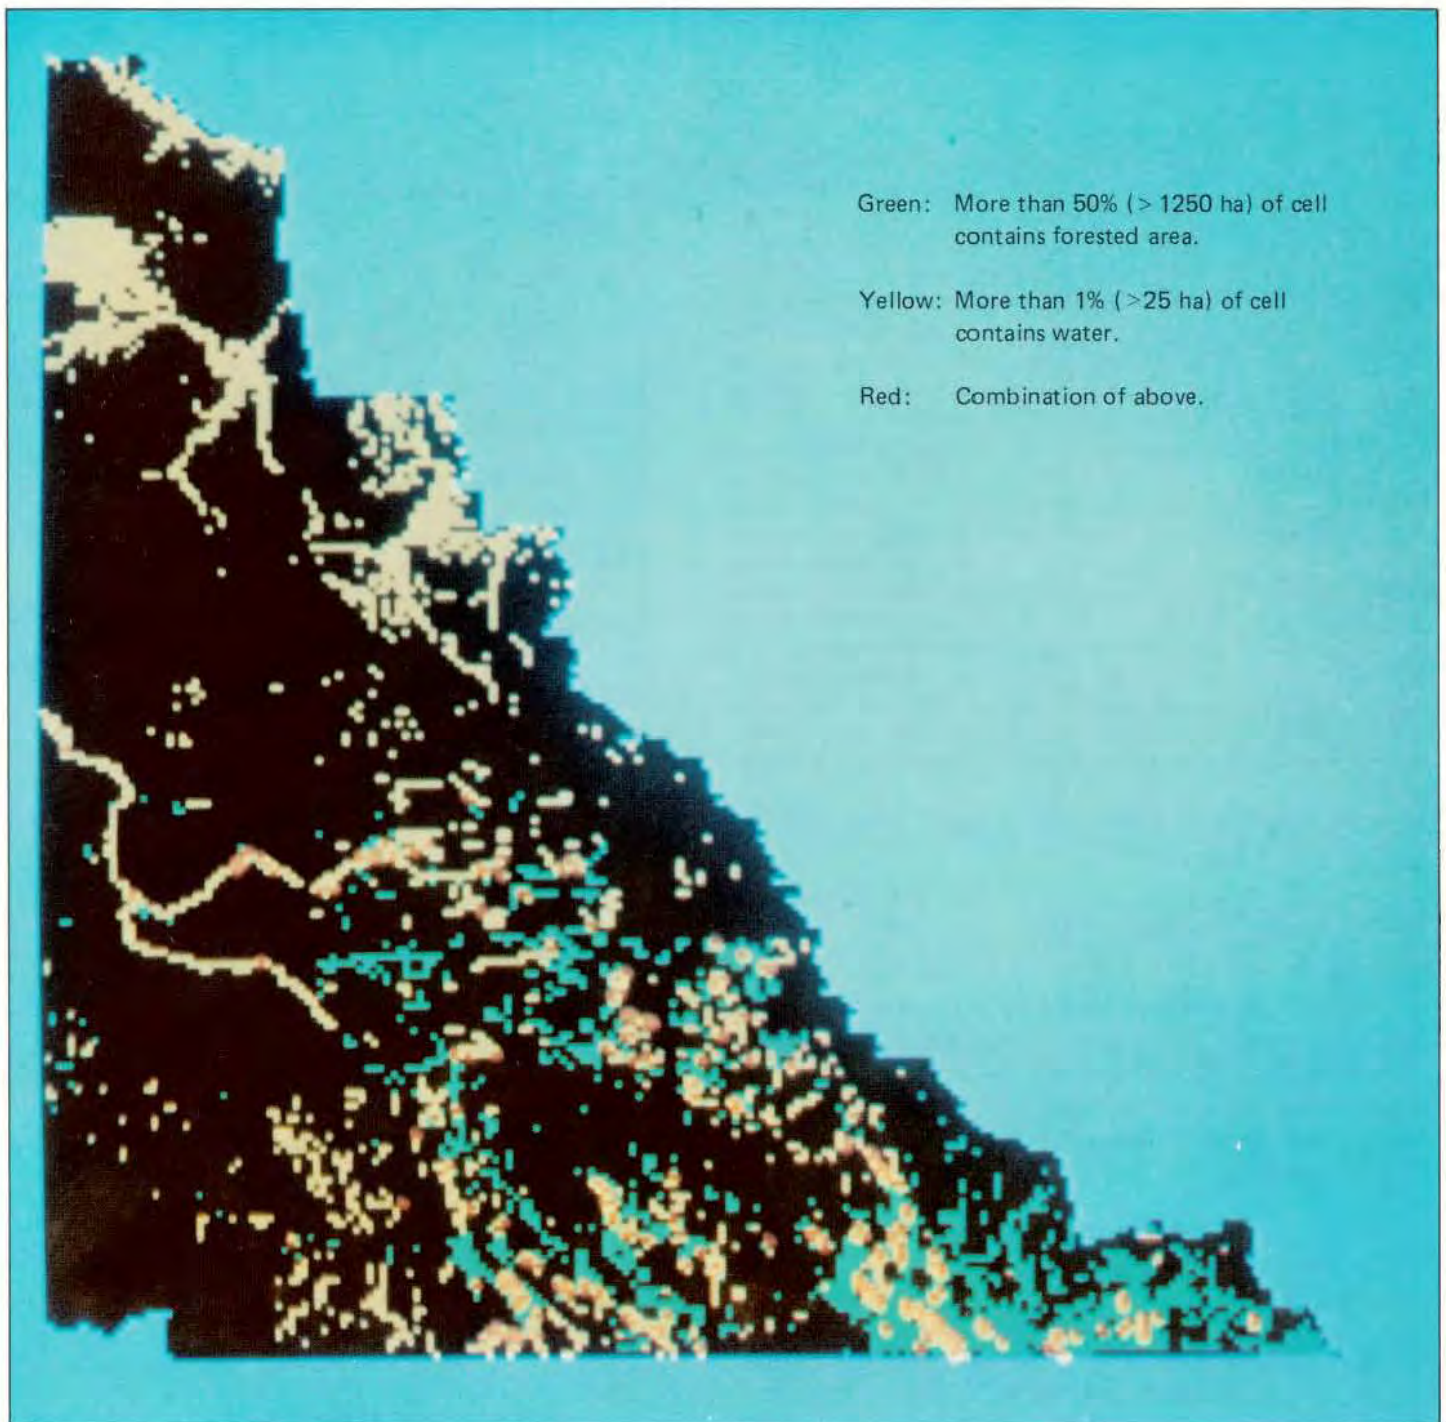 Green: More than 50% (> 1250 ha) of cell
contains forested area.
Yellow: More than 1% (>25 ha) of cell
contains water.
Red: Combination of above.